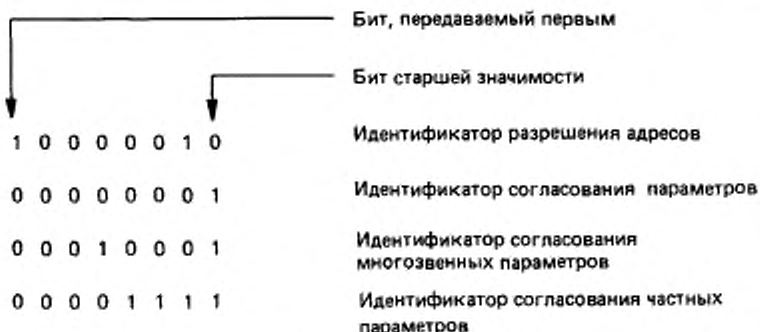 Бит, передаваемый первым
Бит старшей значимости
1 0 0 0 0 0 1 0 Идентификатор разрешения адресов
0 0 0 0 0 0 0 1 Идентификатор согласования параметров
0 0 0 1 0 0 0 1 Идентификатор согласования
многозвенных параметров
0 0 0 0 1 1 1 1 Идентификатор согласования частных
параметров